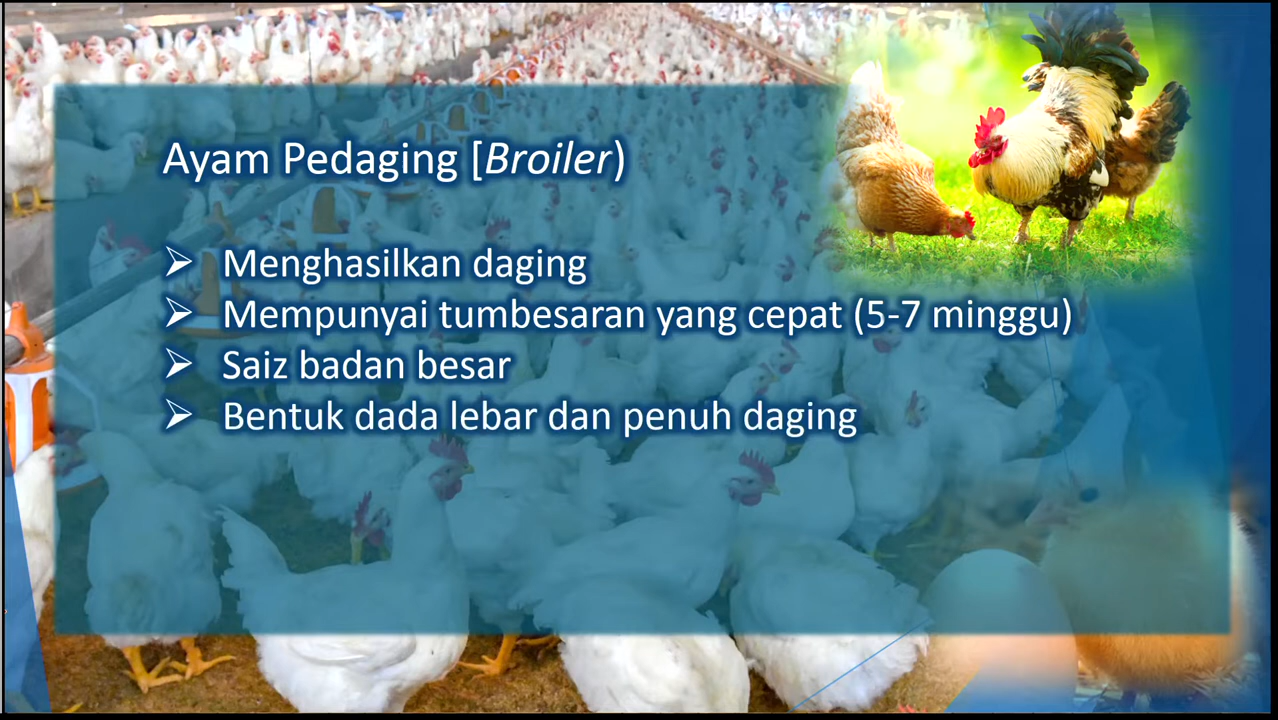 Ayam Pedaging [Broiler)
➢ Menghasilkan daging
➢ Mempunyai tumbesaran yang cepat (5-7 minggu)
➢ Saiz badan besar
➢ Bentuk dada lebar dan penuh daging